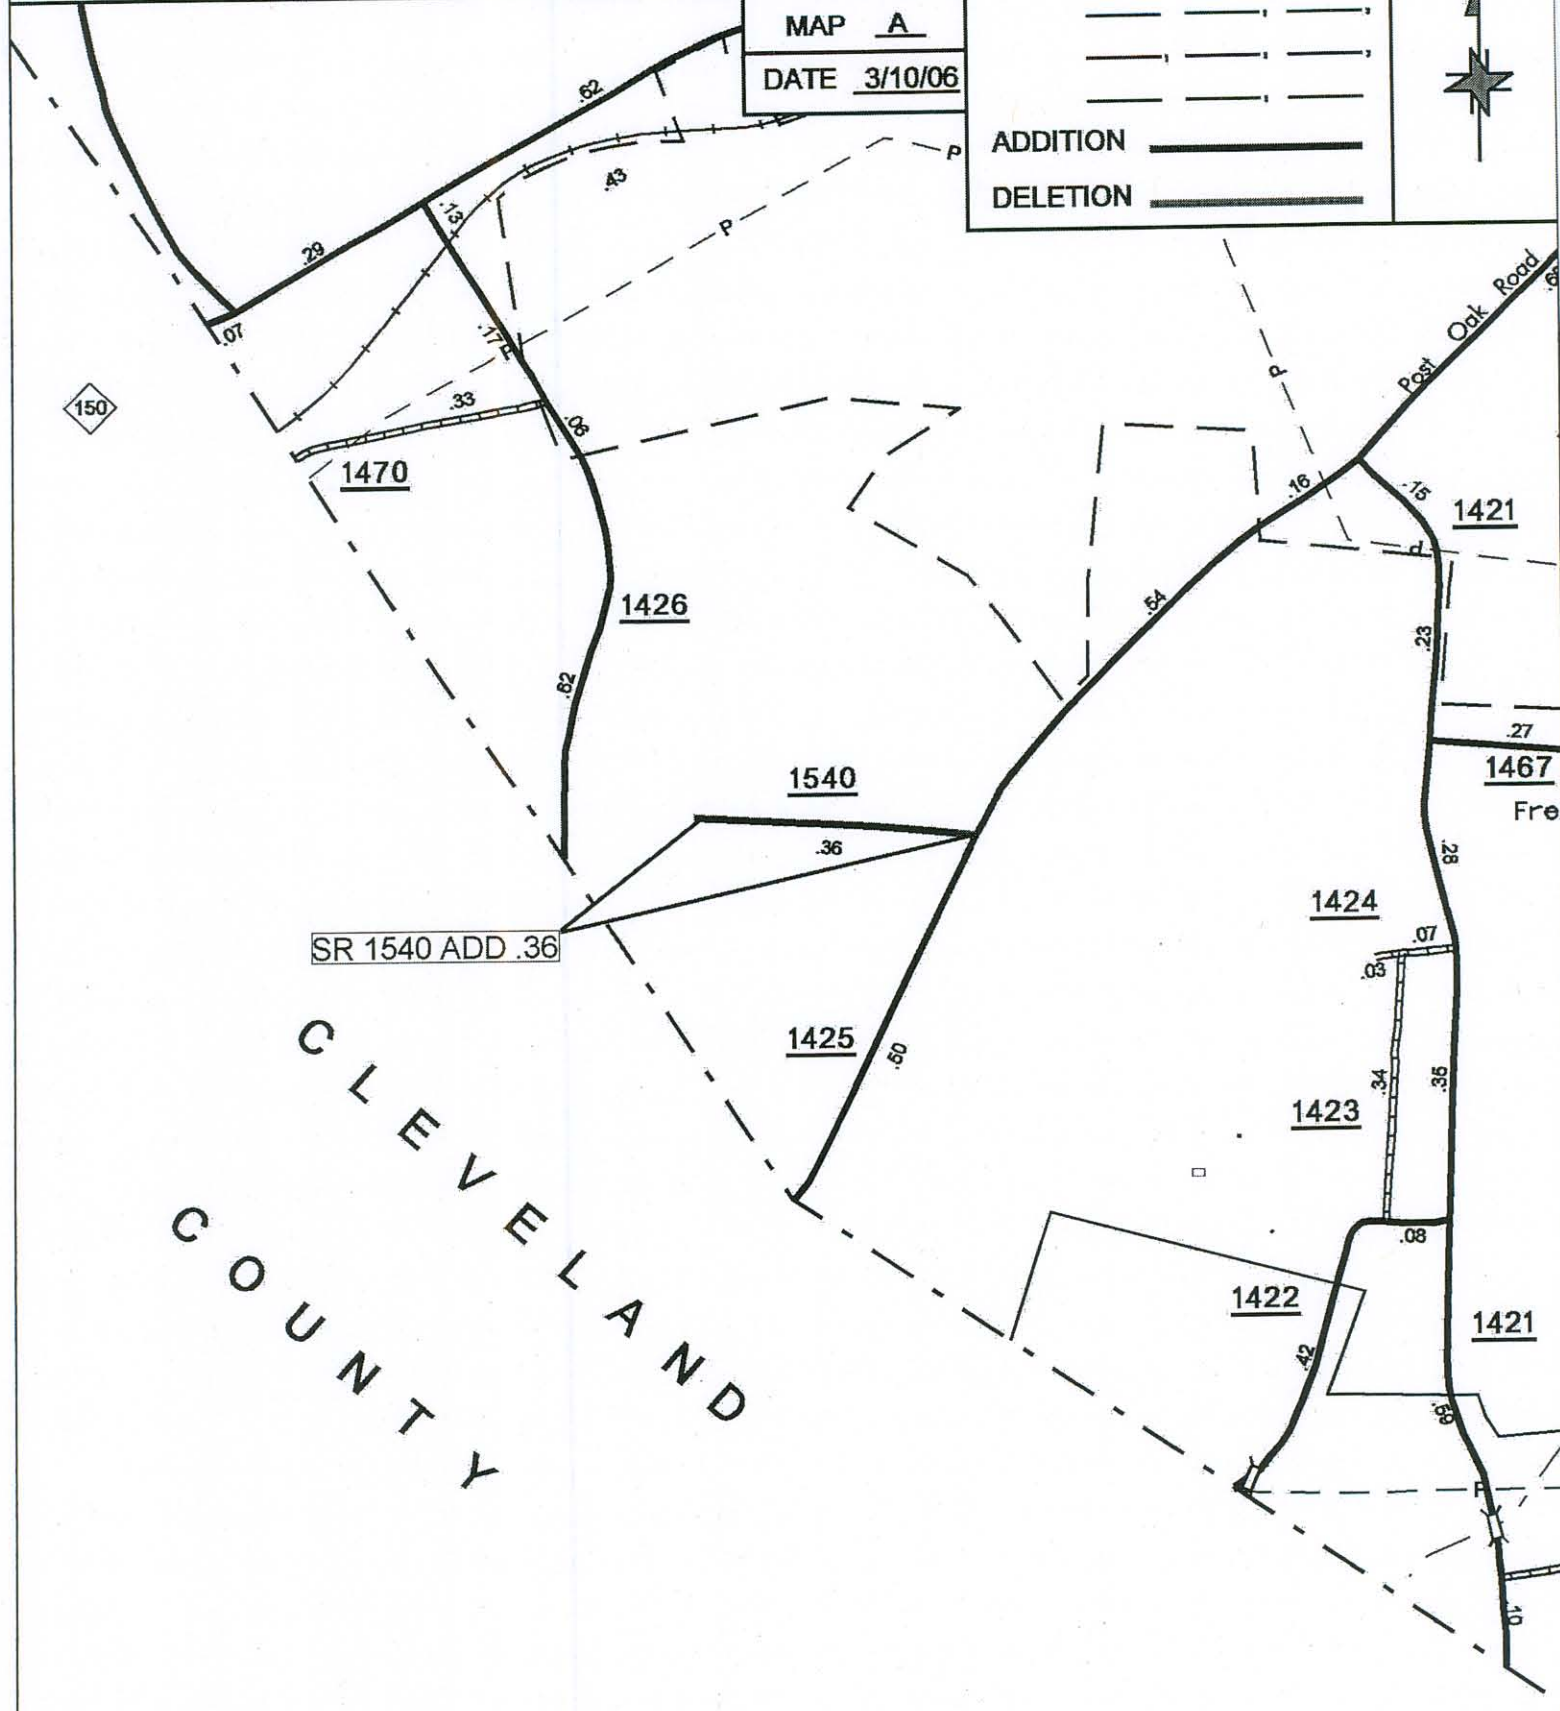 MAP A
DATE 3/10/06
ADDITION
DELETION
.62
.43
P
.13
.29
P
.07
.17
P
150
.33
.06
1470
1426
.62
Post Oak Road
P
.16
.15
1421
P
.54
.23
.27
1467
Fre
1540
.36
.28
1424
.07
.03
SR 1540 ADD .36
1425
.50
.34
.35
1423
.08
1422
1421
.42
.59
P
.10
CLEVELAND
COUNTY